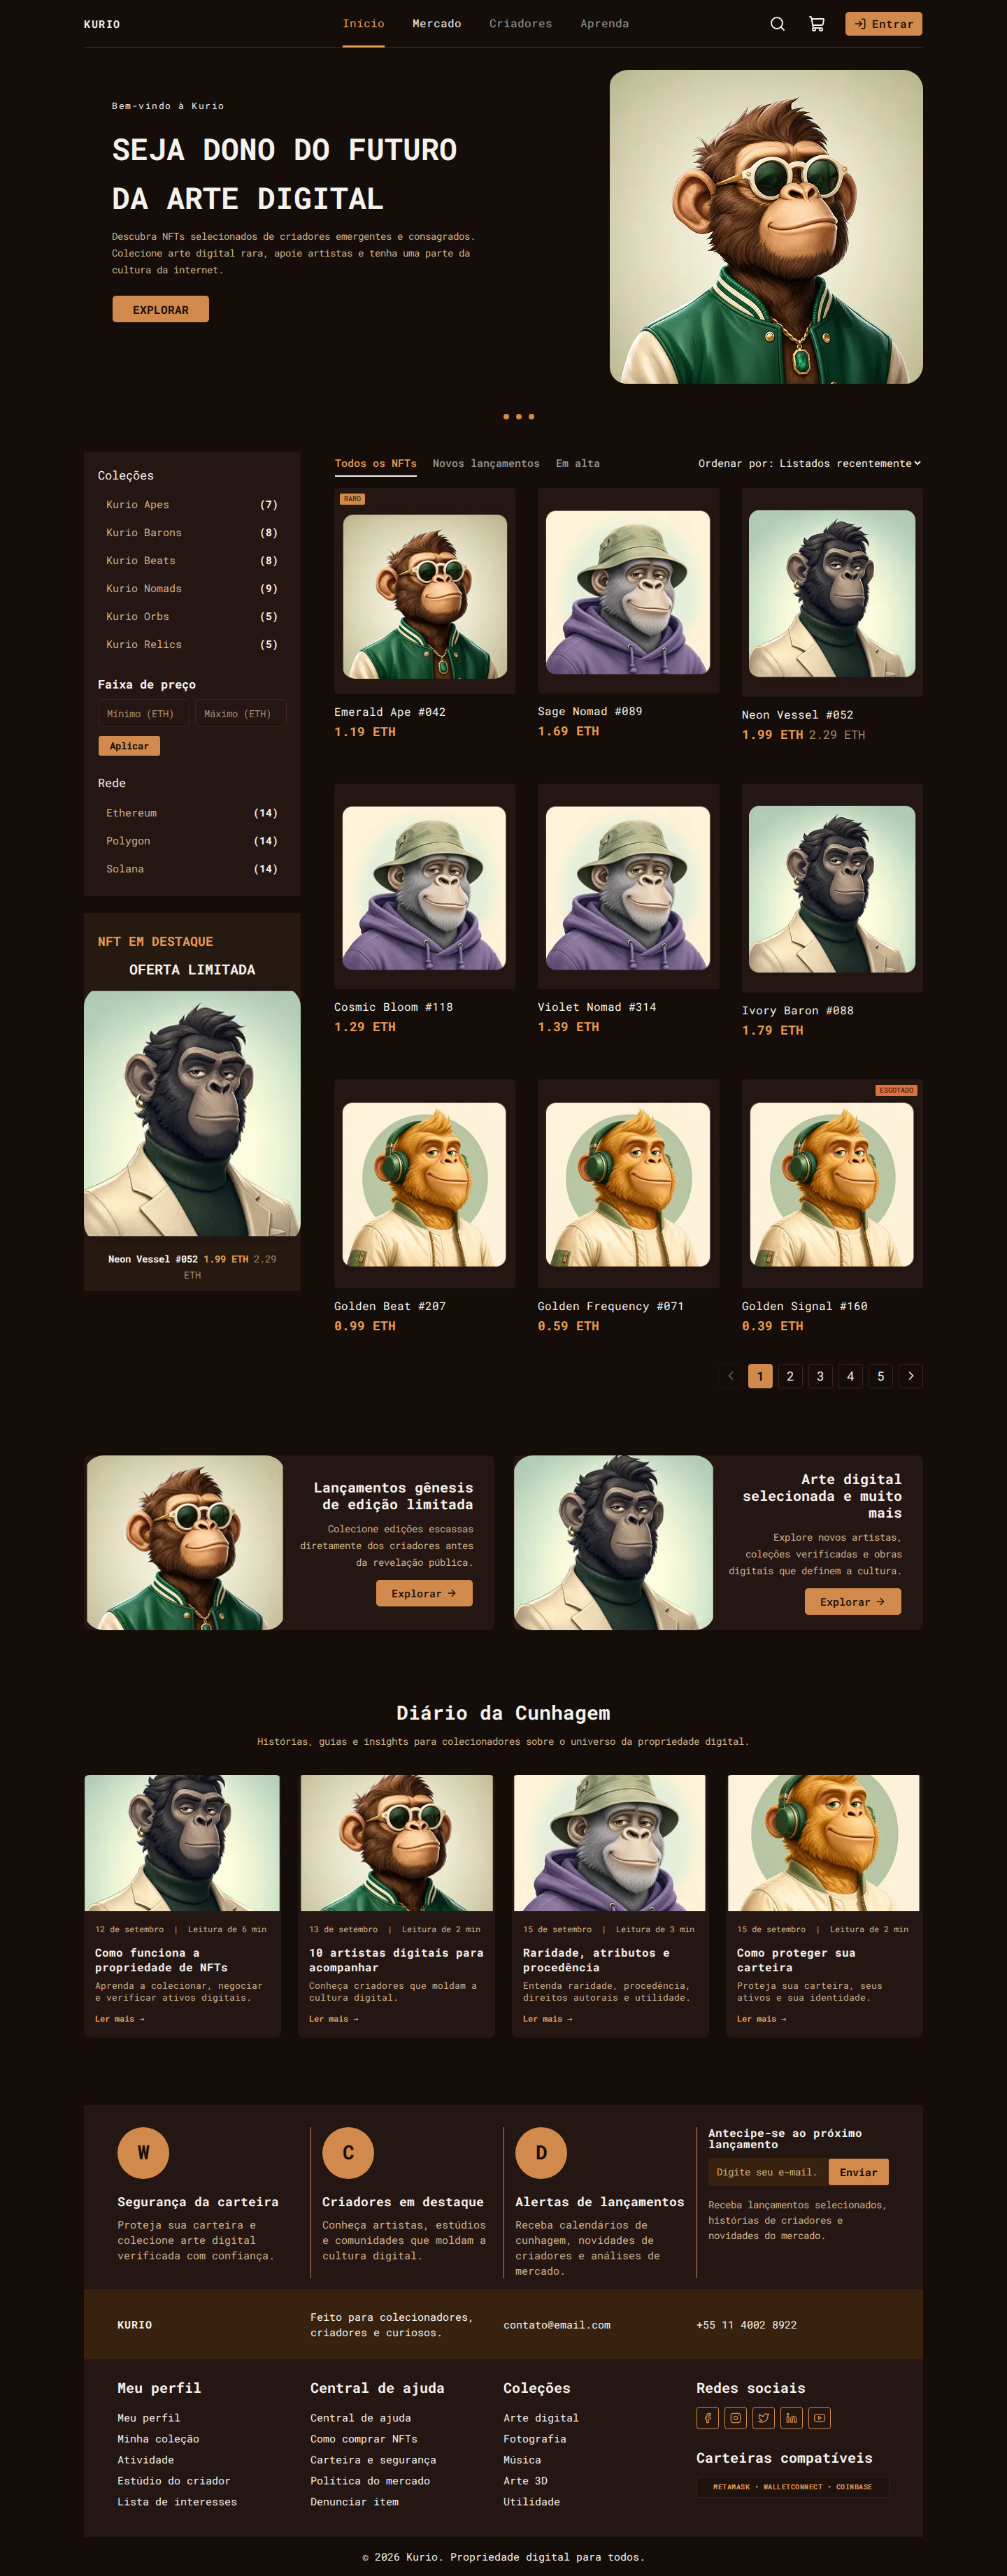 KURIO
Início
Mercado
Criadores
Aprenda
Entrar
Bem-vindo à Kurio
SEJA DONO DO FUTURO
DA ARTE DIGITAL
Descubra NFTs selecionados de criadores emergentes e consagrados.
Colecione arte digital rara, apoie artistas e tenha uma parte da
cultura da internet.
EXPLORAR
Coleções
Kurio Apes (7)
Kurio Barons (8)
Kurio Beats (8)
Kurio Nomads (9)
Kurio Orbs (5)
Kurio Relics (5)
Faixa de preço
Mínimo (ETH) Máximo (ETH)
Aplicar
Rede
Ethereum (14)
Polygon (14)
Solana (14)
NFT EM DESTAQUE
OFERTA LIMITADA
Neon Vessel #052 1.99 ETH 2.29
ETH
Todos os NFTs Novos lançamentos Em alta
Ordenar por: Listados recentemente
RARO
Emerald Ape #042
1.19 ETH
Sage Nomad #089
1.69 ETH
Neon Vessel #052
1.99 ETH 2.29 ETH
Cosmic Bloom #118
1.29 ETH
Violet Nomad #314
1.39 ETH
Ivory Baron #088
1.79 ETH
Golden Beat #207
0.99 ETH
Golden Frequency #071
0.59 ETH
ESGOTADO
Golden Signal #160
0.39 ETH
1 2 3 4 5
Lançamentos gênesis
de edição limitada
Colecione edições escassas
diretamente dos criadores antes
da revelação pública.
Explorar →
Arte digital
selecionada e muito
mais
Explore novos artistas,
coleções verificadas e obras
digitais que definem a cultura.
Explorar →
Diário da Cunhagem
Histórias, guias e insights para colecionadores sobre o universo da propriedade digital.
12 de setembro | Leitura de 6 min
Como funciona a
propriedade de NFTs
Aprenda a colecionar, negociar
e verificar ativos digitais.
Ler mais →
13 de setembro | Leitura de 2 min
10 artistas digitais para
acompanhar
Conheça criadores que moldam a
cultura digital.
Ler mais →
15 de setembro | Leitura de 3 min
Raridade, atributos e
procedência
Entenda raridade, procedência,
direitos autorais e utilidade.
Ler mais →
15 de setembro | Leitura de 2 min
Como proteger sua
carteira
Proteja sua carteira, seus
ativos e sua identidade.
Ler mais →
W
Segurança da carteira
Proteja sua carteira e
colecione arte digital
verificada com confiança.
C
Criadores em destaque
Conheça artistas, estúdios
e comunidades que moldam a
cultura digital.
D
Alertas de lançamentos
Receba calendários de
cunhagem, novidades de
criadores e análises de
mercado.
Antecipe-se ao próximo
lançamento
Digite seu e-mail. Enviar
Receba lançamentos selecionados,
histórias de criadores e
novidades do mercado.
KURIO
Feito para colecionadores,
criadores e curiosos.
contato@email.com
+55 11 4002 8922
Meu perfil
Meu perfil
Minha coleção
Atividade
Estúdio do criador
Lista de interesses
Central de ajuda
Central de ajuda
Como comprar NFTs
Carteira e segurança
Política do mercado
Denunciar item
Coleções
Arte digital
Fotografia
Música
Arte 3D
Utilidade
Redes sociais
Carteiras compatíveis
METAMASK • WALLETCONNECT • COINBASE
© 2026 Kurio. Propriedade digital para todos.